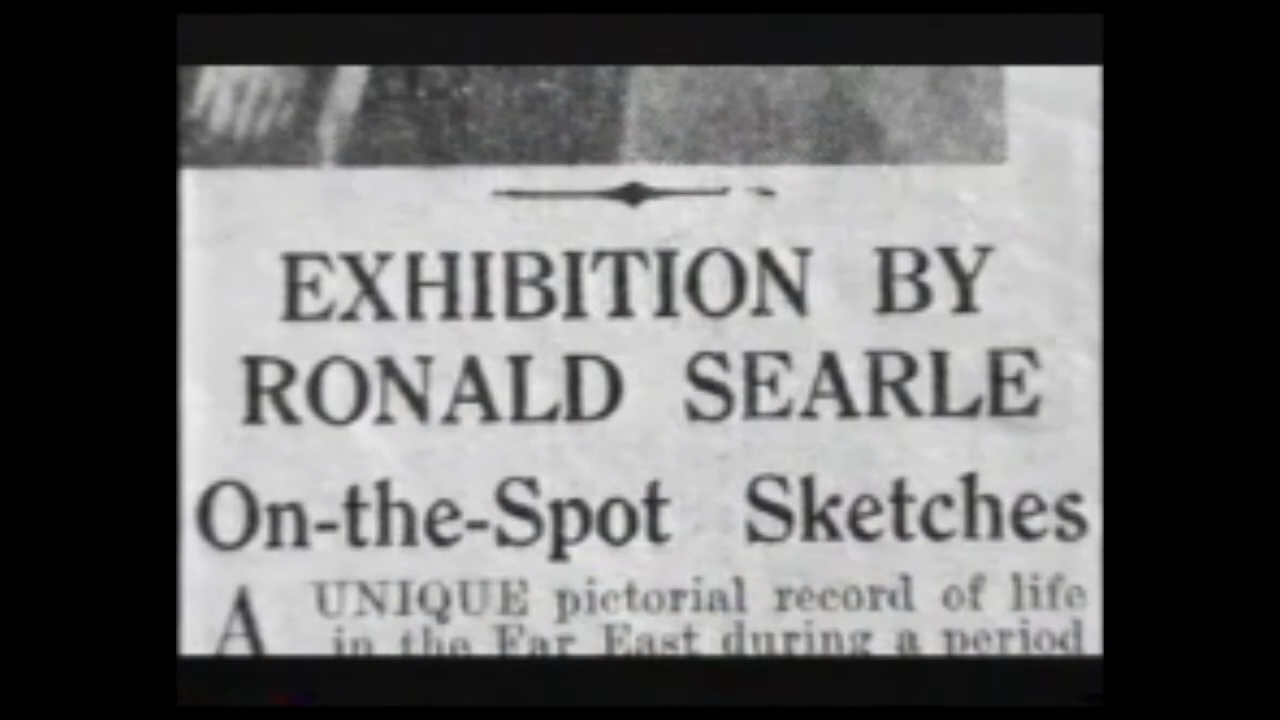 EXHIBITION BY
RONALD SEARLE
On-the-Spot Sketches
A UNIQUE pictorial record of life
in the Far East during a period